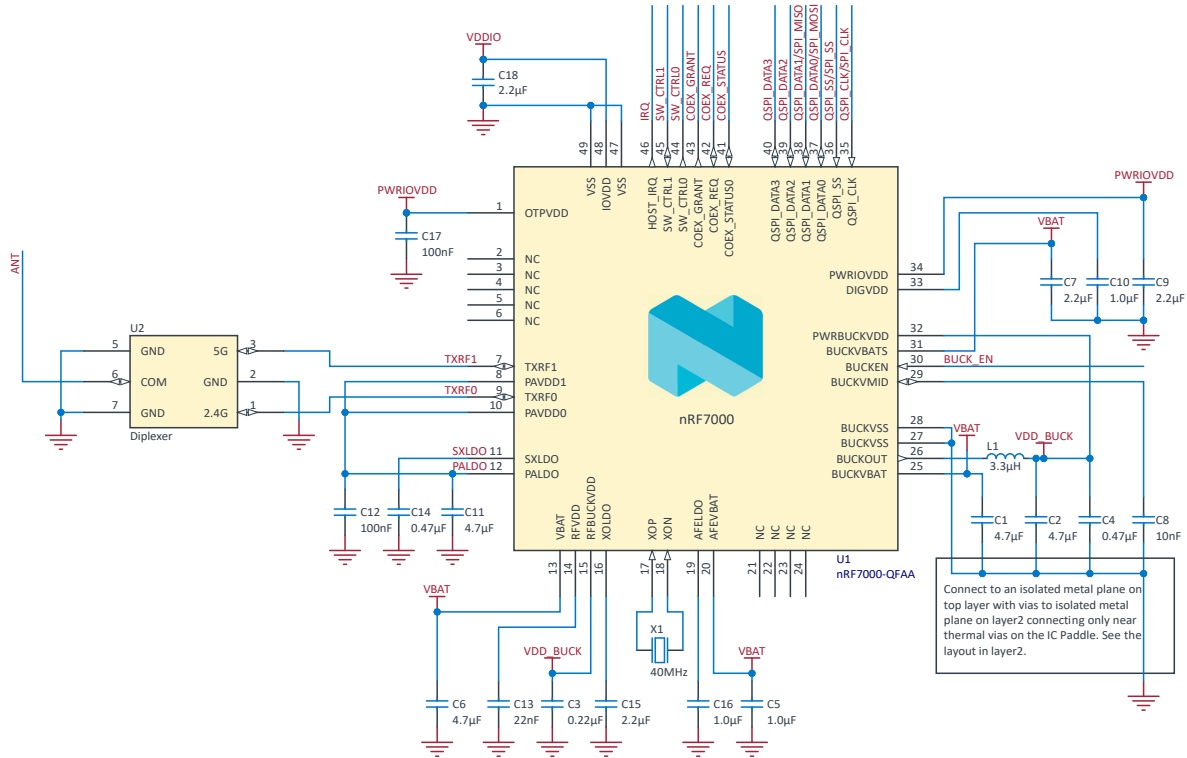 VDDIO
C18
2.2µF
IRQ
SW_CTRL1
SW_CTRL0
COEX_GRANT
COEX_REQ
COEX_STATUS
QSPI_DATA3
QSPI_DATA2
QSPI_DATA1/SPI_MISO
QSPI_DATA0/SPI_MOSI
QSPI_SS/SPI_SS
QSPI_CLK/SPI_CLK
49
48
47
46
45
44
43
42
41
40
39
38
37
36
35
VSS
IOVDD
VSS
HOST_IRQ
SW_CTRL1
SW_CTRL0
COEX_GRANT
COEX_REQ
COEX_STATUS0
QSPI_DATA3
QSPI_DATA2
QSPI_DATA1
QSPI_DATA0
QSPI_SS
QSPI_CLK
PWRIOVDD
1 OTPVDD
C17
100nF
2 NC
3 NC
4 NC
5 NC
6 NC
ANT
U2
5 GND 5G 3
6 COM GND 2
7 GND 2.4G 1
Diplexer
TXRF1 7 TXRF1
8 PAVDD1
TXRF0 9 TXRF0
10 PAVDD0
SXLDO 11 SXLDO
PALDO 12 PALDO
C12
100nF
C14
0.47µF
C11
4.7µF
nRF7000
PWRIOVDD
VBAT
PWRIOVDD 34
DIGVDD 33
C7
2.2µF
C10
1.0µF
C9
2.2µF
PWRBUCKVDD 32
BUCKVBATS 31
BUCKEN 30 BUCK_EN
BUCKVMID 29
BUCKVSS 28
BUCKVSS 27
BUCKOUT 26
BUCKVBAT 25
VBAT
L1
3.3µH
VDD_BUCK
C1
4.7µF
C2
4.7µF
C4
0.47µF
C8
10nF
U1
nRF7000-QFAA
Connect to an isolated metal plane on
top layer with vias to isolated metal
plane on layer2 connecting only near
thermal vias on the IC Paddle. See the
layout in layer2.
VBAT
RFVDD
RFBUCKVDD
XOLDO
XOP
XON
AFELDO
AFEVBAT
NC
NC
NC
NC
13
14
15
16
17
18
19
20
21
22
23
24
VBAT
VDD_BUCK
X1
40MHz
VBAT
C6
4.7µF
C13
22nF
C3
0.22µF
C15
2.2µF
C16
1.0µF
C5
1.0µF